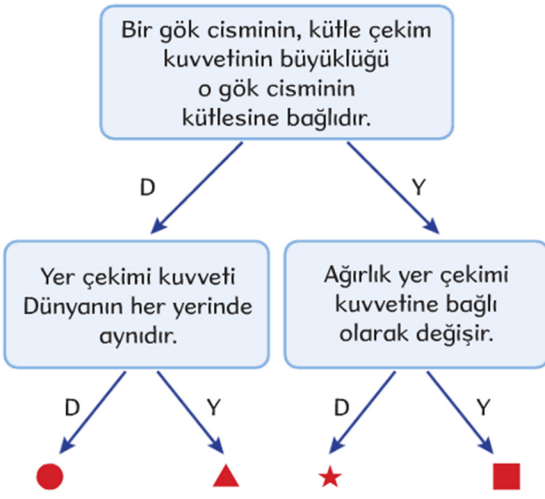 Bir gök cisminin, kütle çekim
kuvvetinin büyüklüğü
o gök cisminin
kütlesine bağlıdır.
D
Y
Yer çekimi kuvveti
Dünyanın her yerinde
aynıdır.
Ağırlık yer çekimi
kuvvetine bağlı
olarak değişir.
D
Y
D
Y